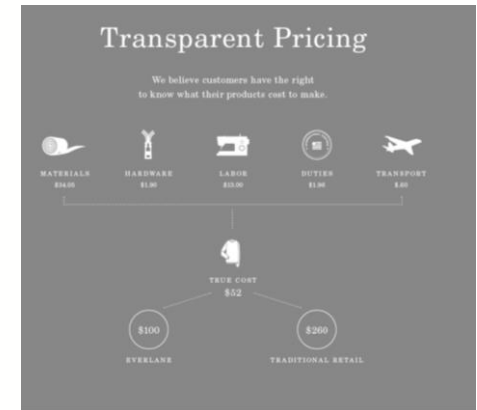 Transparent Pricing
We believe customers have the right
to know what their products cost to make.
MATERIALS
HARDWARE
LABOR
DUTIES
TRANSPORT
TRUE COST
$52
$100
$260
EVERLANE
TRADITIONAL RETAIL